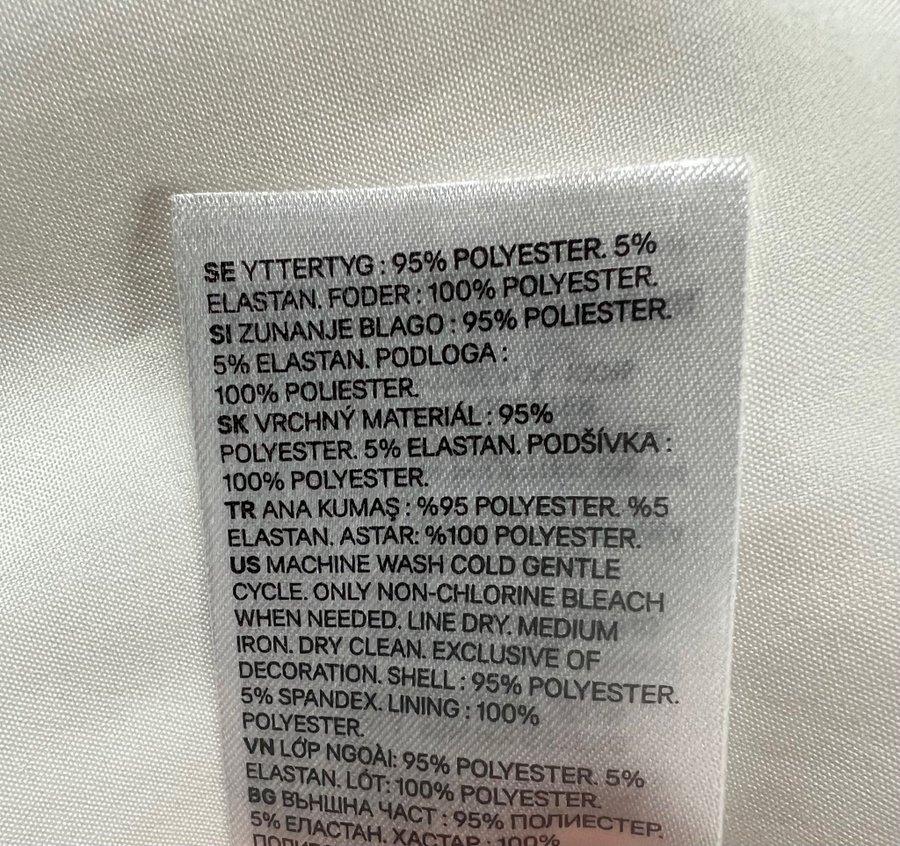 SE YTTERTYG : 95% POLYESTER. 5%
ELASTAN. FODER : 100% POLYESTER.
SI ZUNANJE BLAGO : 95% POLIESTER.
5% ELASTAN. PODLOGA :
100% POLIESTER.
SK VRCHNÝ MATERIÁL : 95%
POLYESTER. 5% ELASTAN. PODŠÍVKA :
100% POLYESTER.
TR ANA KUMAŞ : %95 POLYESTER. %5
ELASTAN. ASTAR: %100 POLYESTER.
US MACHINE WASH COLD GENTLE
CYCLE. ONLY NON-CHLORINE BLEACH
WHEN NEEDED. LINE DRY. MEDIUM
IRON. DRY CLEAN. EXCLUSIVE OF
DECORATION. SHELL : 95% POLYESTER.
5% SPANDEX. LINING : 100%
POLYESTER.
VN LỚP NGOÀI: 95% POLYESTER. 5%
ELASTAN. LÓT: 100% POLYESTER.
BG ВЪНШНА ЧАСТ : 95% ПОЛИЕСТЕР.
5% ЕЛАСТАН. ХАСТАР : 100%